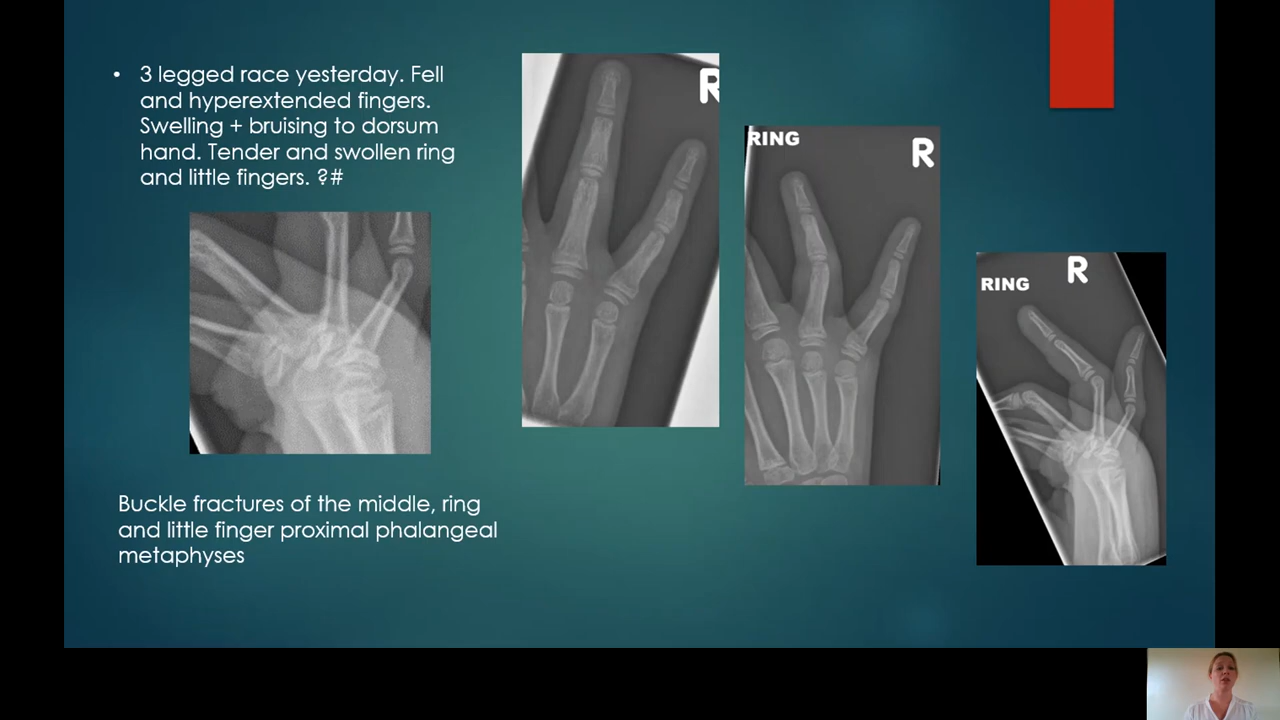 • 3 legged race yesterday. Fell
and hyperextended fingers.
Swelling + bruising to dorsum
hand. Tender and swollen ring
and little fingers. ?#
R
RING
R
RING
R
Buckle fractures of the middle, ring
and little finger proximal phalangeal
metaphyses